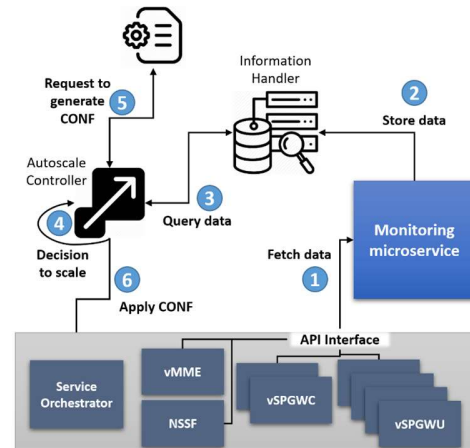 Request to
generate
CONF
5
Information
Handler
2
Store data
Autoscale
Controller
3
Query data
4
Decision
to scale
Monitoring
microservice
Fetch data
1
6
Apply CONF
API Interface
Service
Orchestrator
vMME
NSSF
vSPGWC
vSPGWU